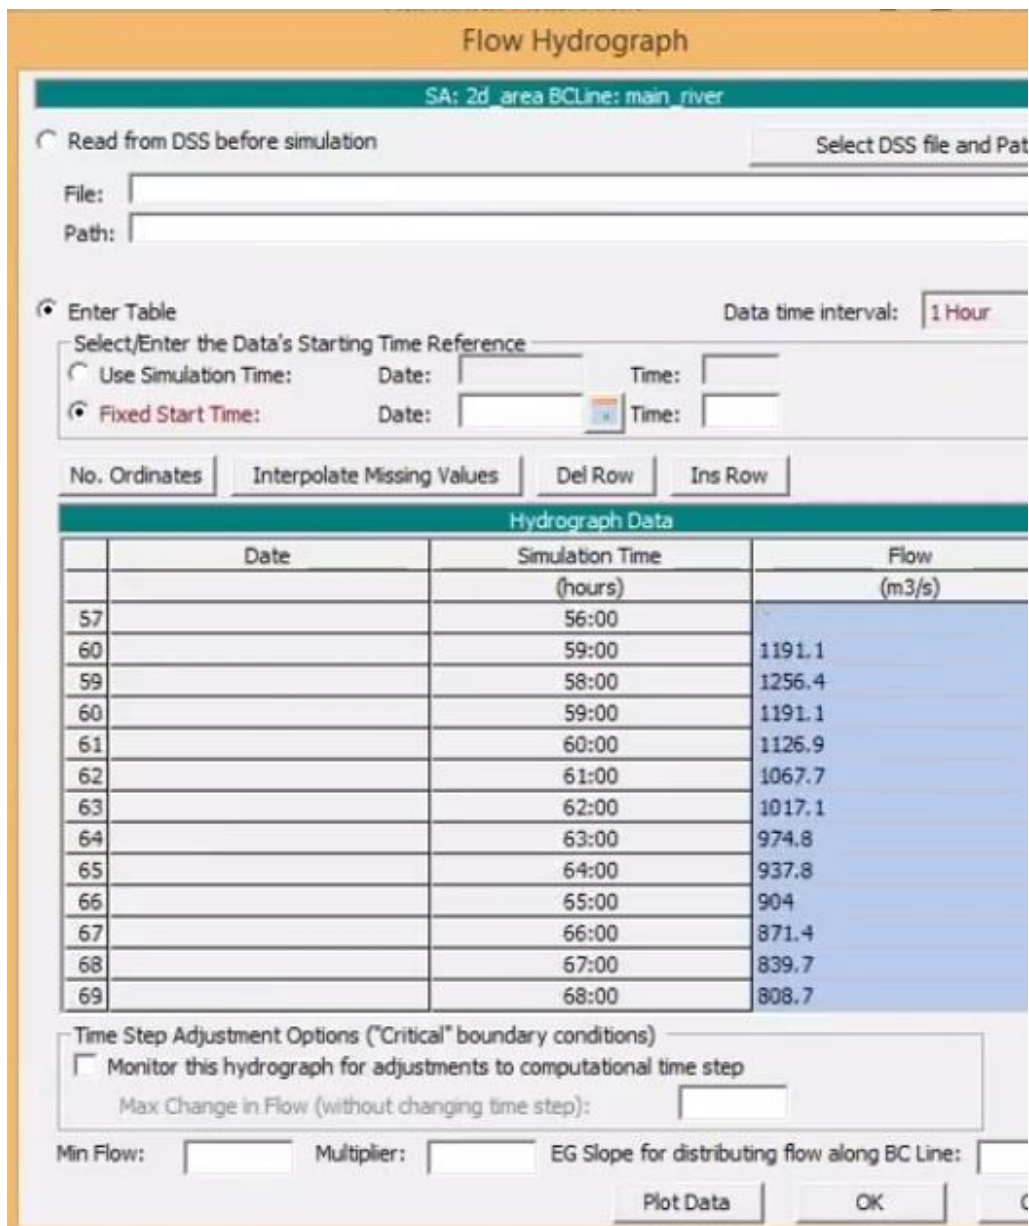 Flow Hydrograph
SA: 2d_area BCLine: main_river
Read from DSS before simulation
Select DSS file and Pat
File:
Path:
Enter Table
Data time interval: 1 Hour
Select/Enter the Data's Starting Time Reference
Use Simulation Time: Date: Time:
Fixed Start Time: Date: Time:
No. Ordinates Interpolate Missing Values Del Row Ins Row
Hydrograph Data
Date Simulation Time Flow
(hours) (m3/s)
57 56:00
60 59:00 1191.1
59 58:00 1256.4
60 59:00 1191.1
61 60:00 1126.9
62 61:00 1067.7
63 62:00 1017.1
64 63:00 974.8
65 64:00 937.8
66 65:00 904
67 66:00 871.4
68 67:00 839.7
69 68:00 808.7
Time Step Adjustment Options ("Critical" boundary conditions)
Monitor this hydrograph for adjustments to computational time step
Max Change in Flow (without changing time step):
Min Flow: Multiplier: EG Slope for distributing flow along BC Line:
Plot Data OK